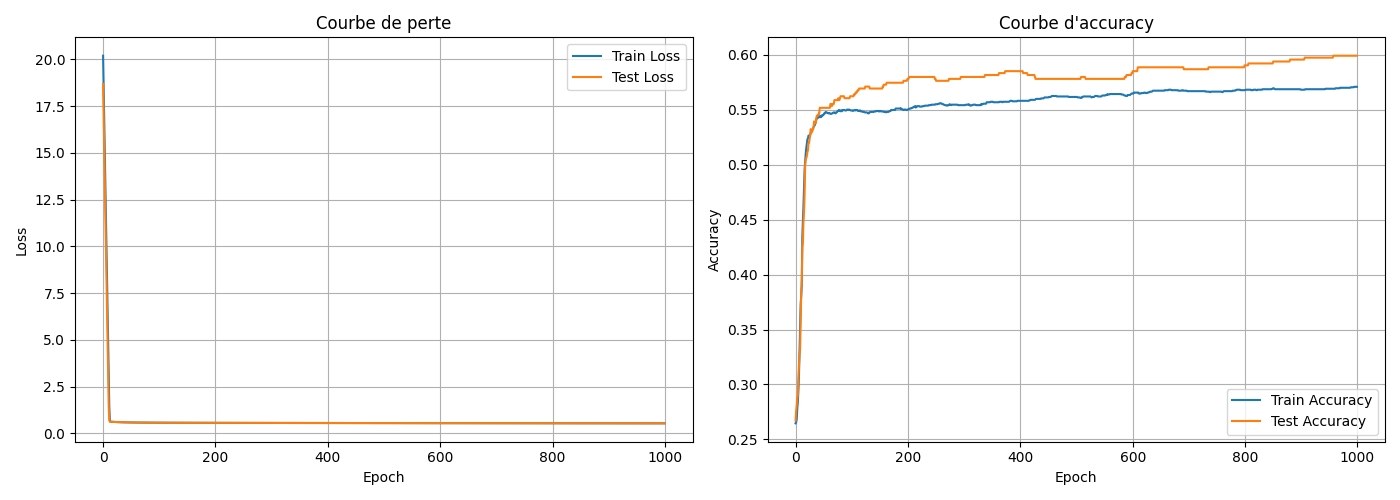 Courbe de perte
20.0
17.5
15.0
12.5
10.0
7.5
5.0
2.5
0.0
Loss
0 200 400 600 800 1000
Epoch
Train Loss
Test Loss
Courbe d'accuracy
0.60
0.55
0.50
0.45
0.40
0.35
0.30
0.25
Accuracy
0 200 400 600 800 1000
Epoch
Train Accuracy
Test Accuracy